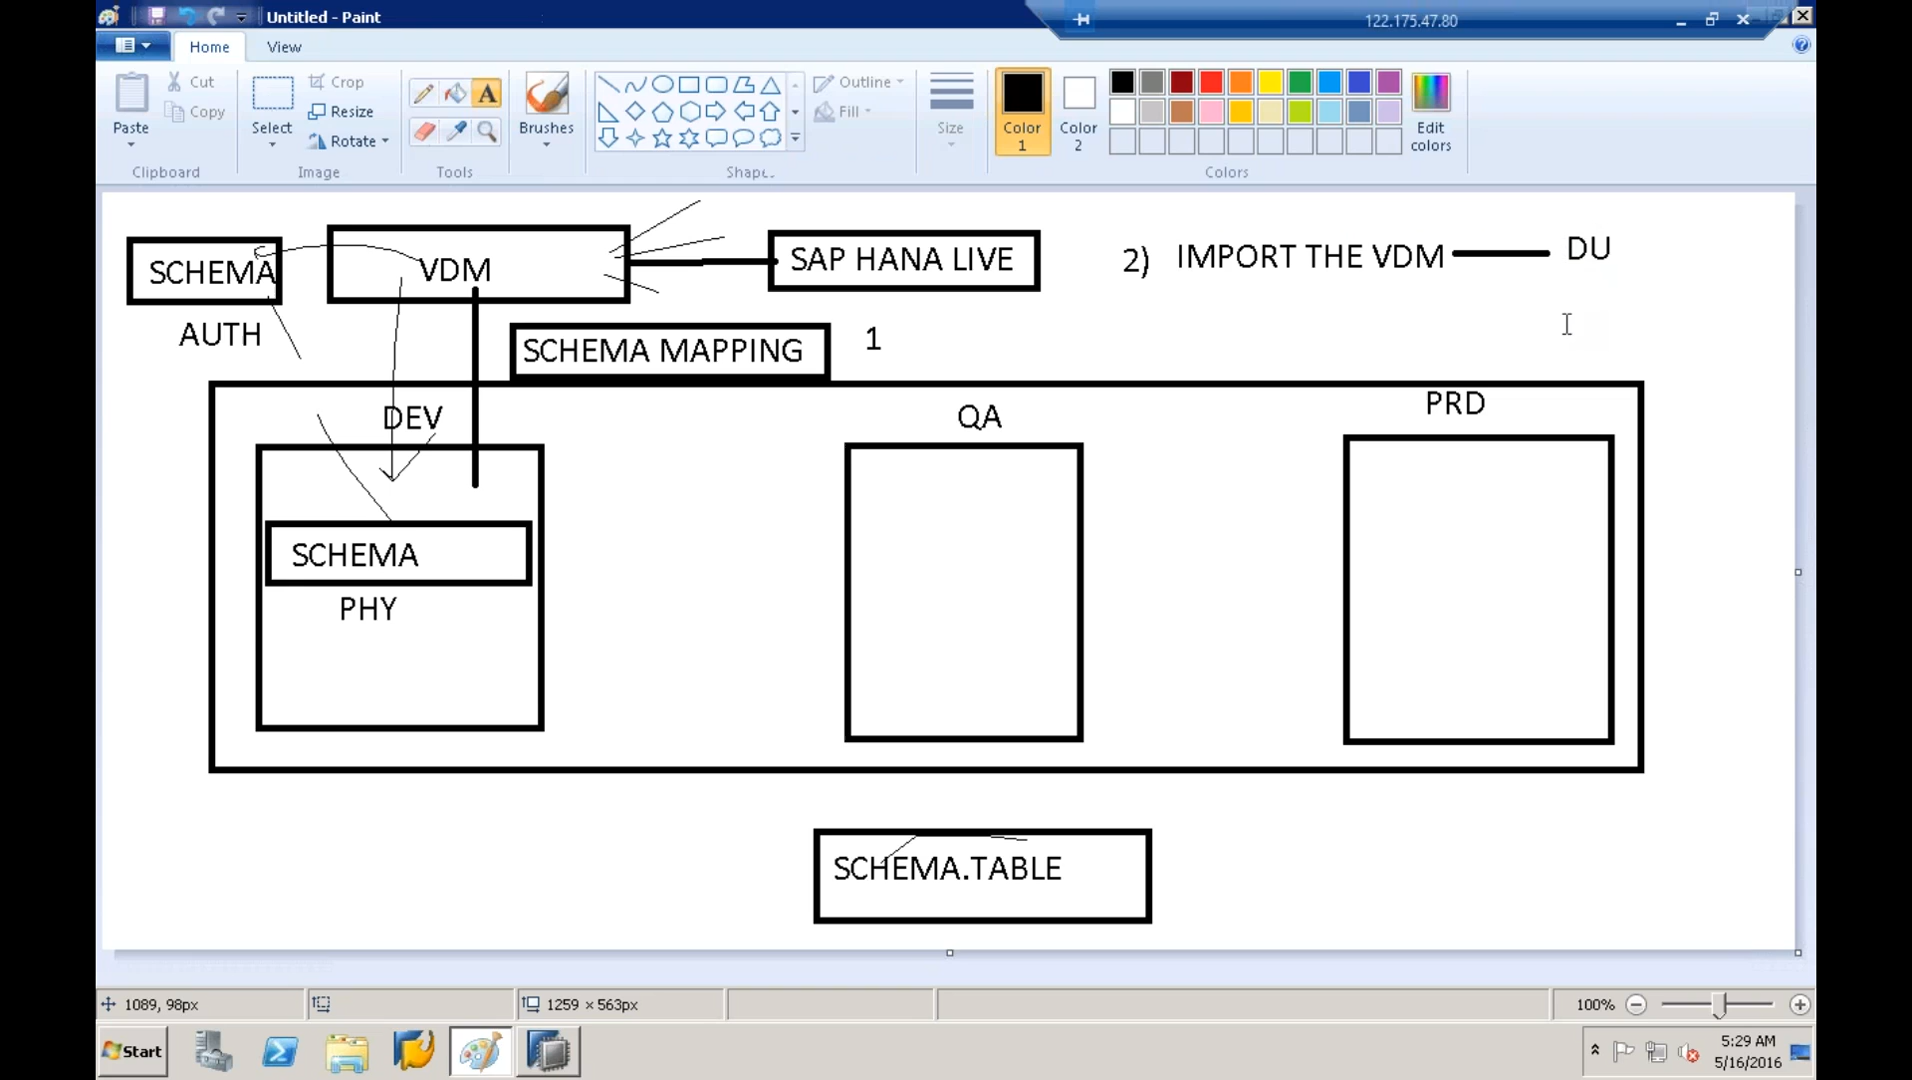 Untitled - Paint
122.175.47.80
Home
View
Paste
Cut
Copy
Clipboard
Select
Crop
Resize
Rotate
Image
A
Tools
Brushes
Outline
Fill
Size
Color 1
Color 2
Edit colors
Colors
SCHEMA
AUTH
VDM
SAP HANA LIVE
2) IMPORT THE VDM
DU
SCHEMA MAPPING
1
DEV
QA
PRD
SCHEMA
PHY
SCHEMA.TABLE
1089, 98px
1259 × 563px
100%
Start
5:29 AM
5/16/2016